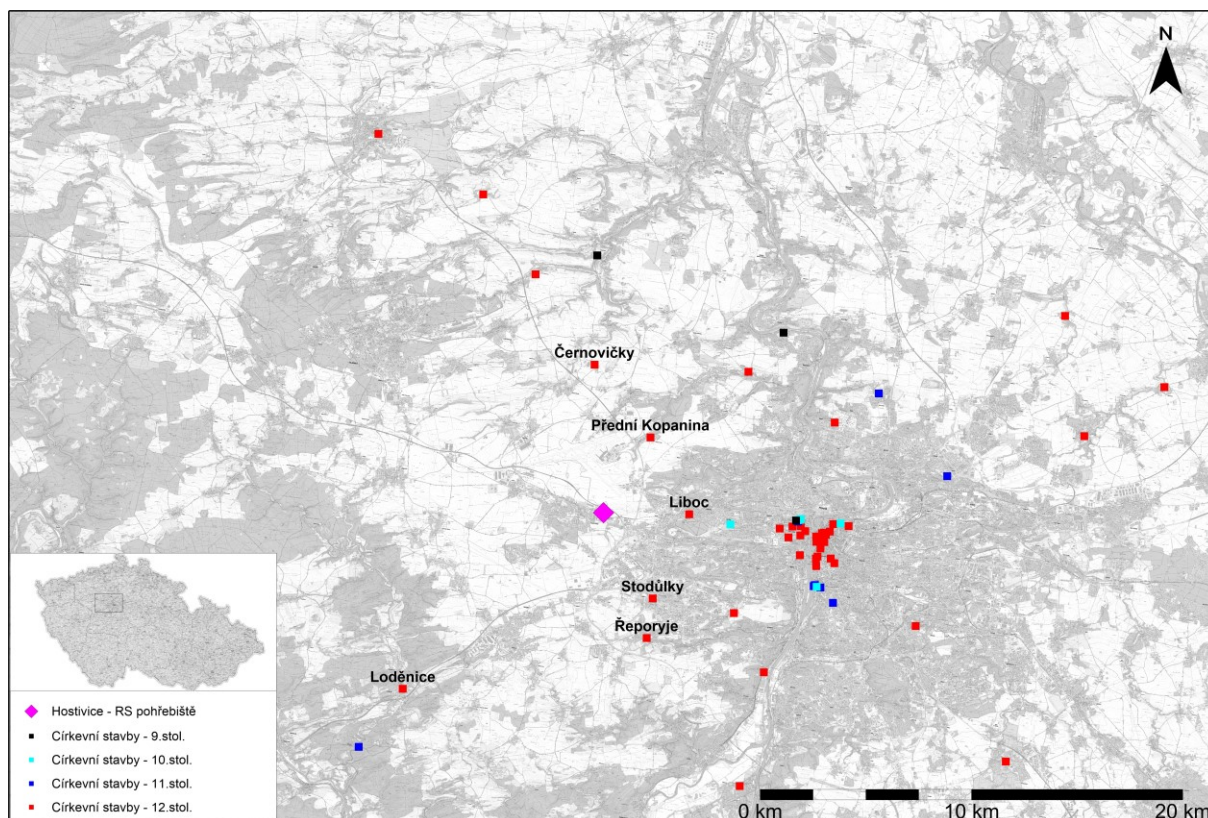 N
Černovičky
Přední Kopanina
Liboc
Stodůlky
Řeporyje
Loděnice
Hostivice - RS pohřebiště
Církevní stavby - 9.stol.
Církevní stavby - 10.stol.
Církevní stavby - 11.stol.
Církevní stavby - 12.stol.
0 km 10 km 20 km